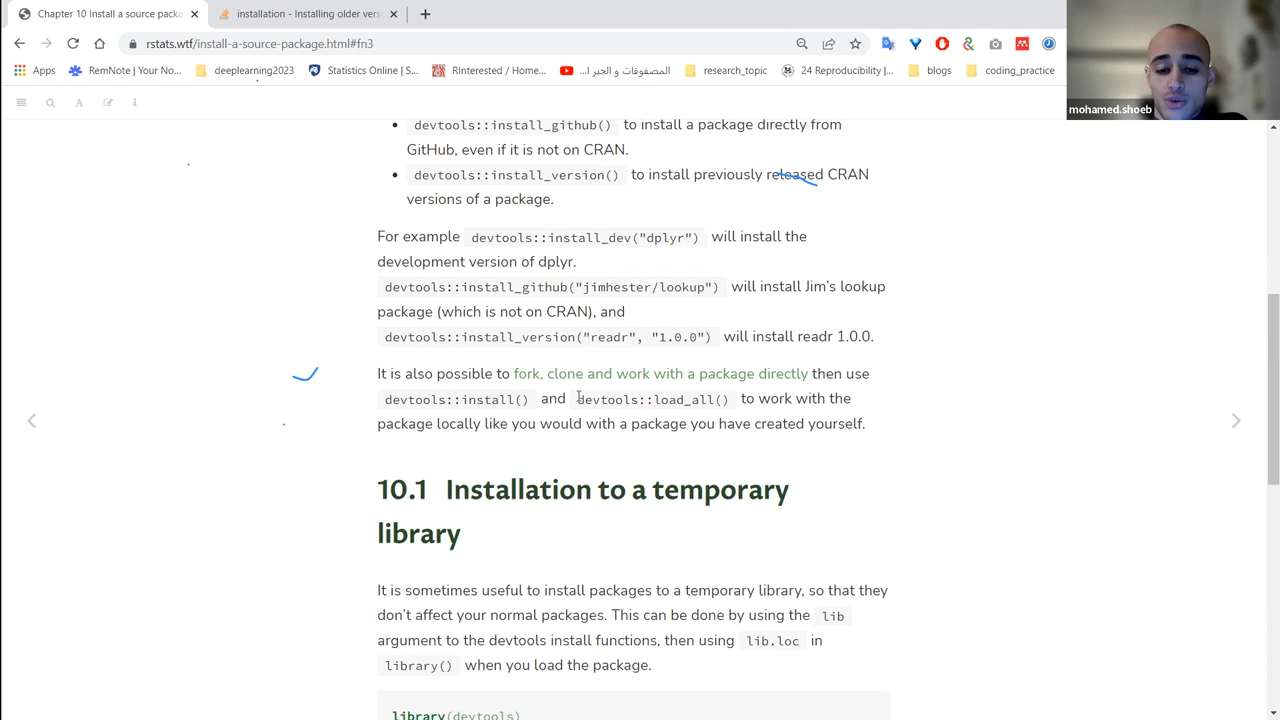 Chapter 10 Install a source packa
installation - Installing older ver
rstats.wtf/install-a-source-package.html#fn3
Apps
RemNote | Your No...
deeplearning2023
Statistics Online | S...
RInterested / Home...
المصفوفات و الجبر ا...
research_topic
24 Reproducibility |...
blogs
coding_practice
mohamed.shoeb
devtools::install_github() to install a package directly from
GitHub, even if it is not on CRAN.
devtools::install_version() to install previously released CRAN
versions of a package.
For example devtools::install_dev("dplyr") will install the
development version of dplyr.
devtools::install_github("jimhester/lookup") will install Jim's lookup
package (which is not on CRAN), and
devtools::install_version("readr", "1.0.0") will install readr 1.0.0.
It is also possible to fork, clone and work with a package directly then use
devtools::install() and devtools::load_all() to work with the
package locally like you would with a package you have created yourself.
10.1 Installation to a temporary
library
It is sometimes useful to install packages to a temporary library, so that they
don't affect your normal packages. This can be done by using the lib
argument to the devtools install functions, then using lib.loc in
library() when you load the package.
library(devtools)